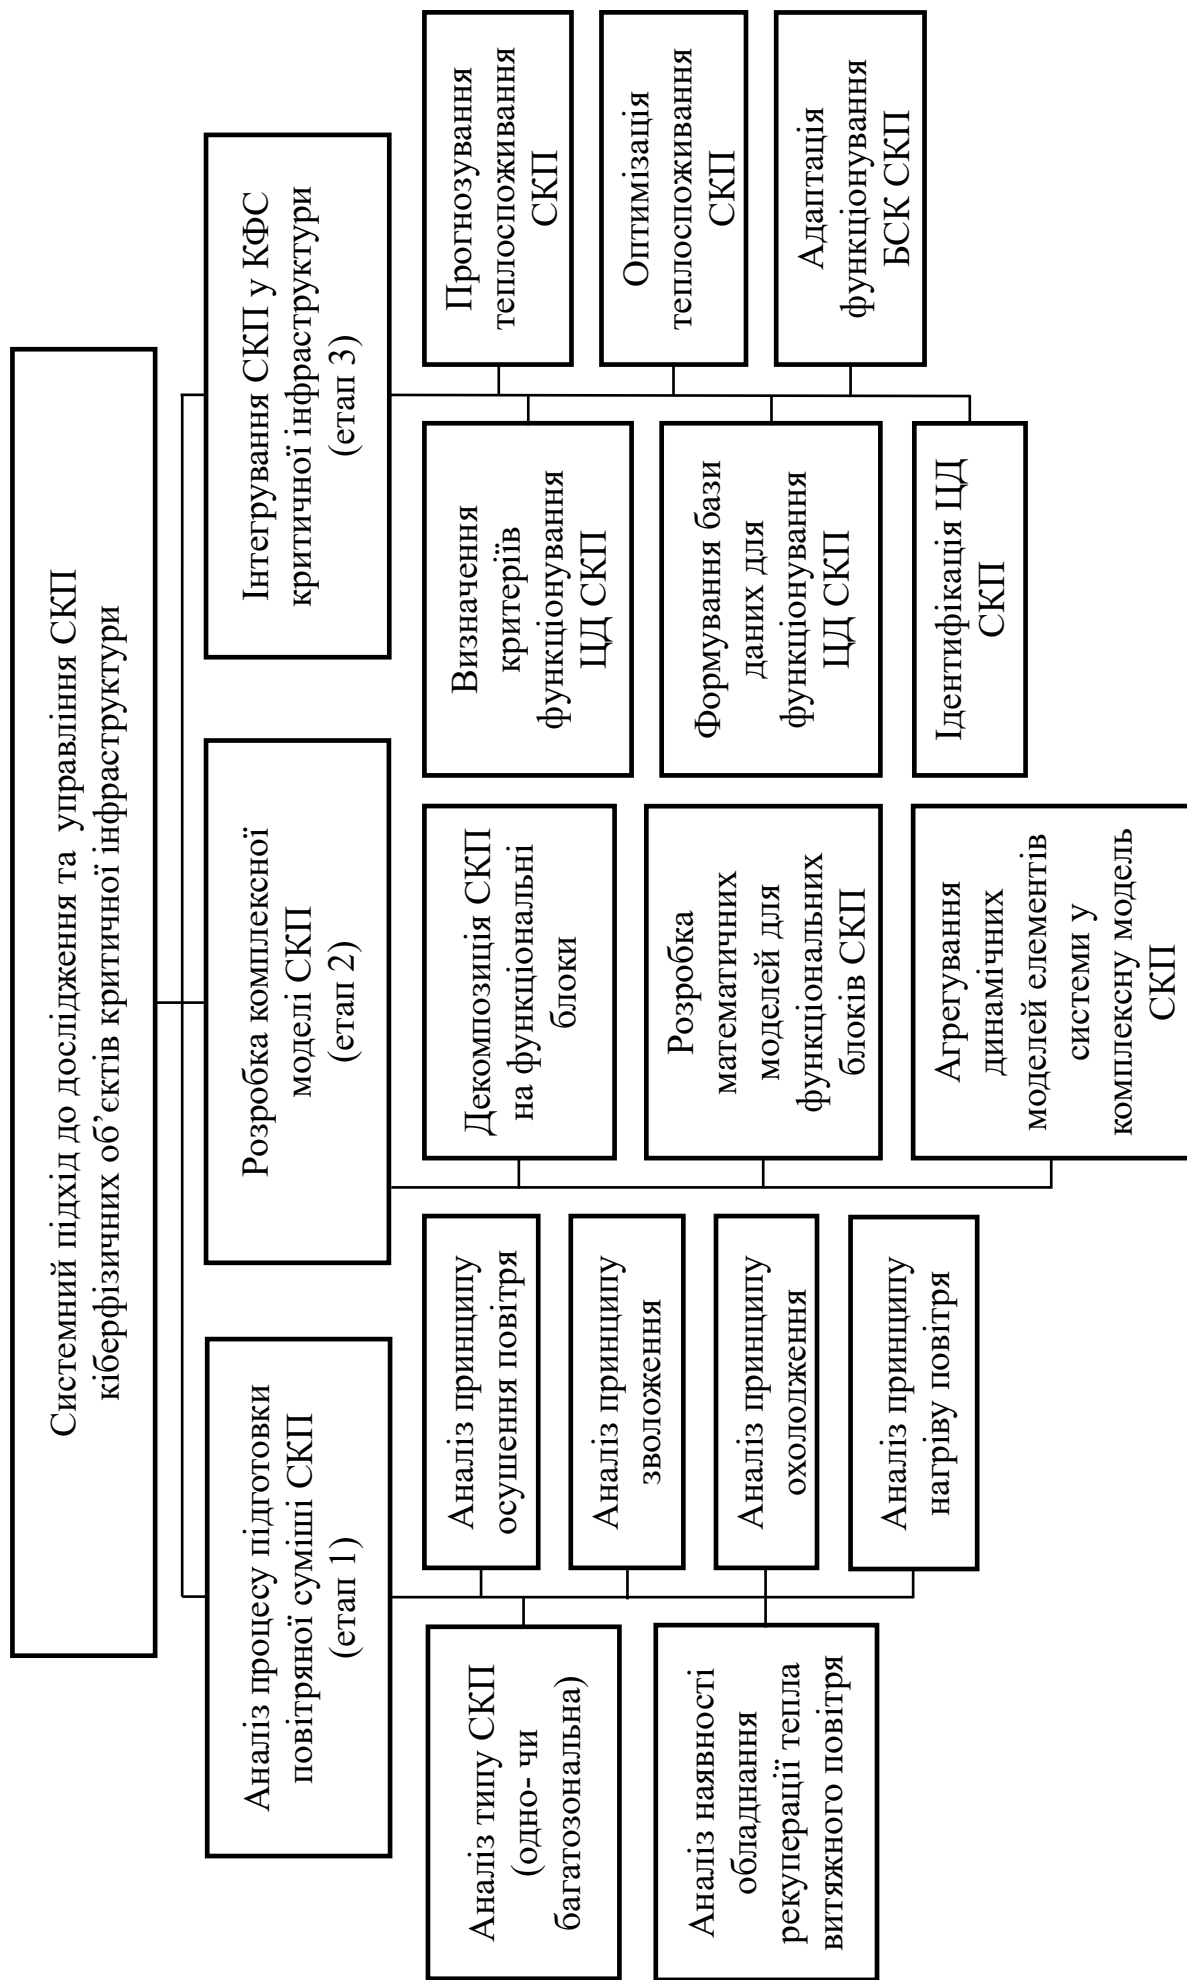 Системний підхід до дослідження та управління СКП
кіберфізичних об’єктів критичної інфраструктури
Аналіз процесу підготовки
повітряної суміші СКП
(етап 1)
Аналіз типу СКП
(одно- чи
багатозональна)
Аналіз наявності
обладнання
рекуперації тепла
витяжного повітря
Аналіз принципу
осушення повітря
Аналіз принципу
зволоження
Аналіз принципу
охолодження
Аналіз принципу
нагріву повітря
Розробка комплексної
моделі СКП
(етап 2)
Декомпозиція СКП
на функціональні
блоки
Розробка
математичних
моделей для
функціональних
блоків СКП
Агрегування
динамічних
моделей елементів
системи у
комплексну модель
СКП
Інтегрування СКП у КФС
критичної інфраструктури
(етап 3)
Визначення
критеріїв
функціонування
ЦД СКП
Формування бази
даних для
функціонування
ЦД СКП
Ідентифікація ЦД
СКП
Прогнозування
теплоспоживання
СКП
Оптимізація
теплоспоживання
СКП
Адаптація
функціонування
БСК СКП